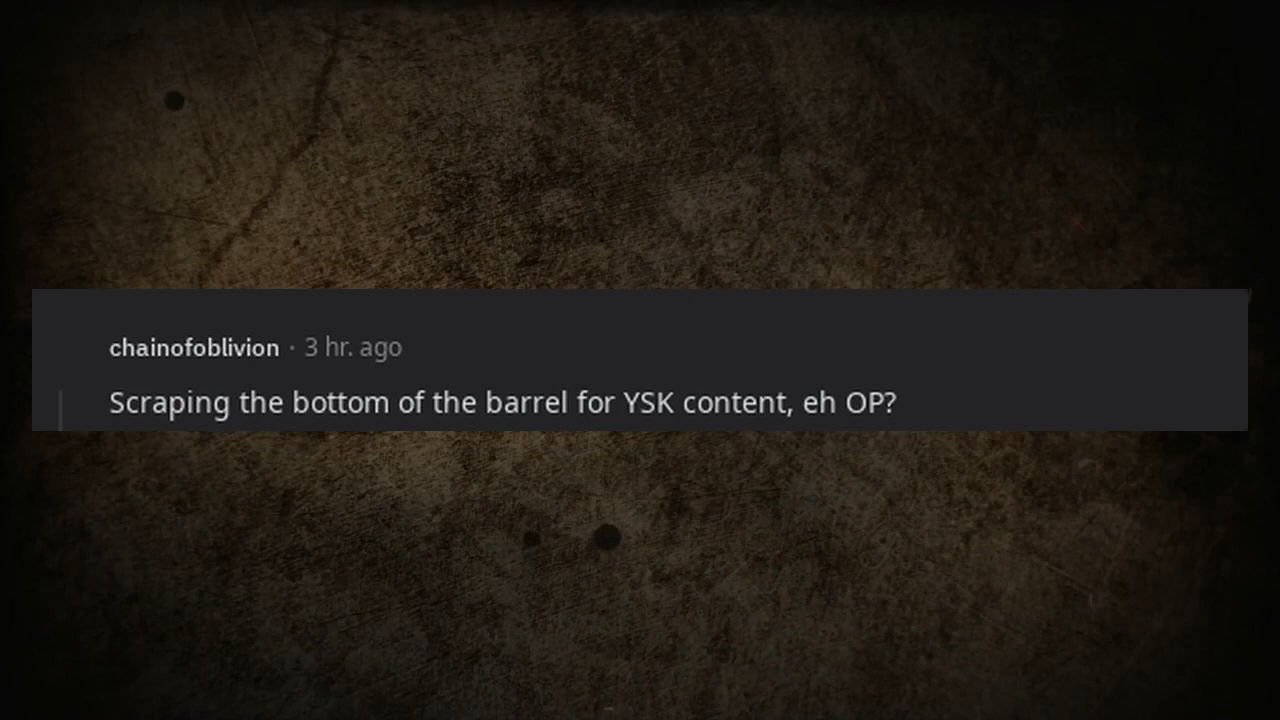 chainofoblivion · 3 hr. ago
Scraping the bottom of the barrel for YSK content, eh OP?